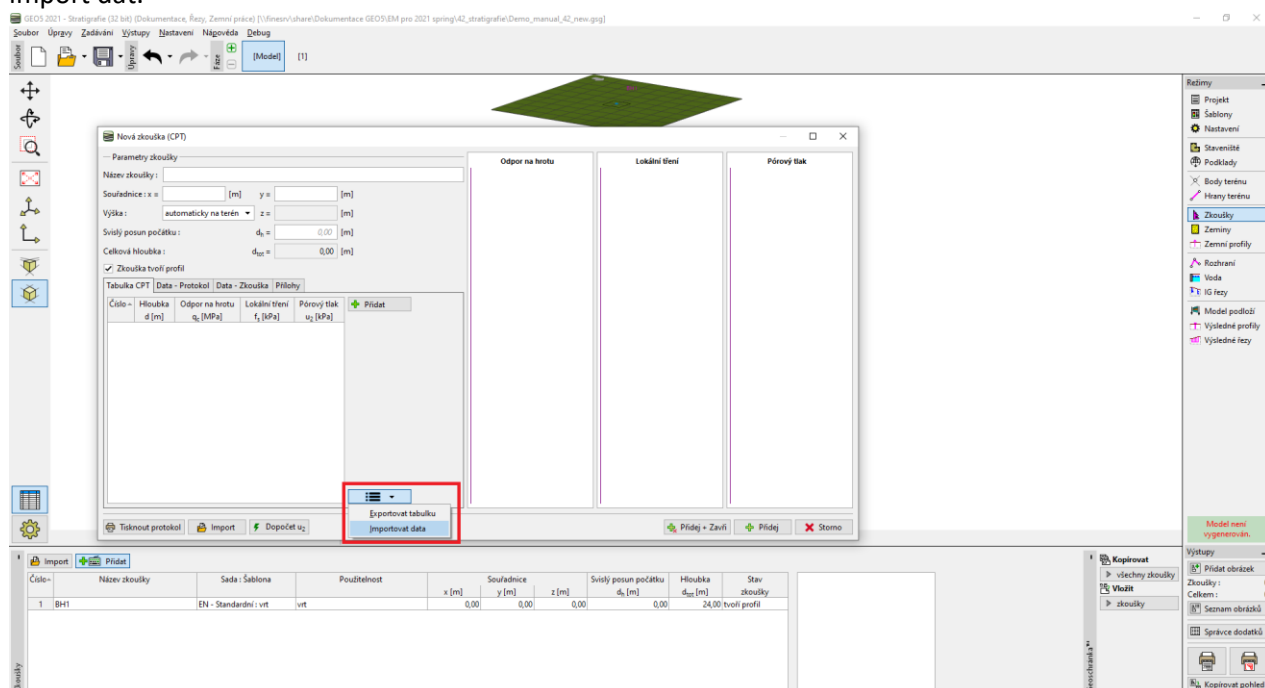 import dat.
GEO5 2021 - Stratigrafie (32 bit) (Dokumentace, Řezy, Zemní práce) [\\finesrv\share\Dokumentace GEO5\EM pro 2021 spring\42_stratigrafie\Demo_manual_42_new.gsg]
Soubor Úpravy Zadávání Výstupy Nastavení Nápověda Debug
Soubor Úpravy Fáze [Model] [1]
Režimy
Projekt
Šablony
Nastavení
Staveniště
Podklady
Body terénu
Hrany terénu
Zkoušky
Zeminy
Zemní profily
Rozhraní
Voda
IG řezy
Model podloží
Výsledné profily
Výsledné řezy
Nová zkouška (CPT)
Parametry zkoušky
Název zkoušky :
Souřadnice : x = [m] y = [m]
Výška : automaticky na terén z = [m]
Svislý posun počátku : dh = 0,00 [m]
Celková hloubka : dtot = 0,00 [m]
Zkouška tvoří profil
Tabulka CPT Data - Protokol Data - Zkouška Přílohy
Číslo Hloubka Odpor na hrotu Lokální tření Pórový tlak Přidat
d [m] qc [MPa] fs [kPa] u2 [kPa]
Odpor na hrotu Lokální tření Pórový tlak
Exportovat tabulku
Importovat data
Tisknout protokol Import Dopočet u2 Přidej + Zavři Přidej Storno
Model není
vygenerován.
Import Přidat
Číslo Název zkoušky Sada : Šablona Použitelnost Souřadnice Svislý posun počátku Hloubka Stav
x [m] y [m] z [m] dh [m] dtot [m] zkoušky
1 BH1 EN - Standardní : vrt vrt 0,00 0,00 0,00 0,00 24,00 tvoří profil
Zkoušky
Kopírovat
všechny zkoušky
Vložit
zkoušky
Geoschránka™
Výstupy
Přidat obrázek
Zkoušky :
Celkem :
Seznam obrázků
Správce dodatků
Kopírovat pohled